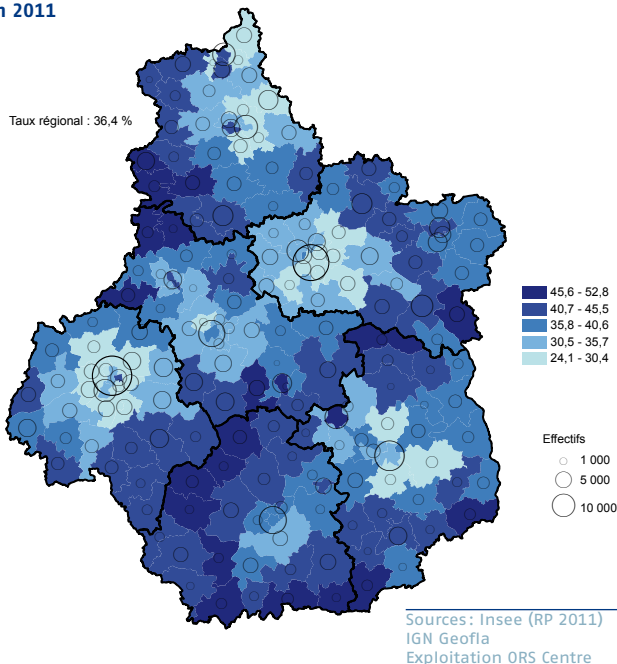 n 2011
Taux régional : 36,4 %
45,6 - 52,8
40,7 - 45,5
35,8 - 40,6
30,5 - 35,7
24,1 - 30,4
Effectifs
1 000
5 000
10 000
Sources : Insee (RP 2011)
IGN Geofla
Exploitation ORS Centre